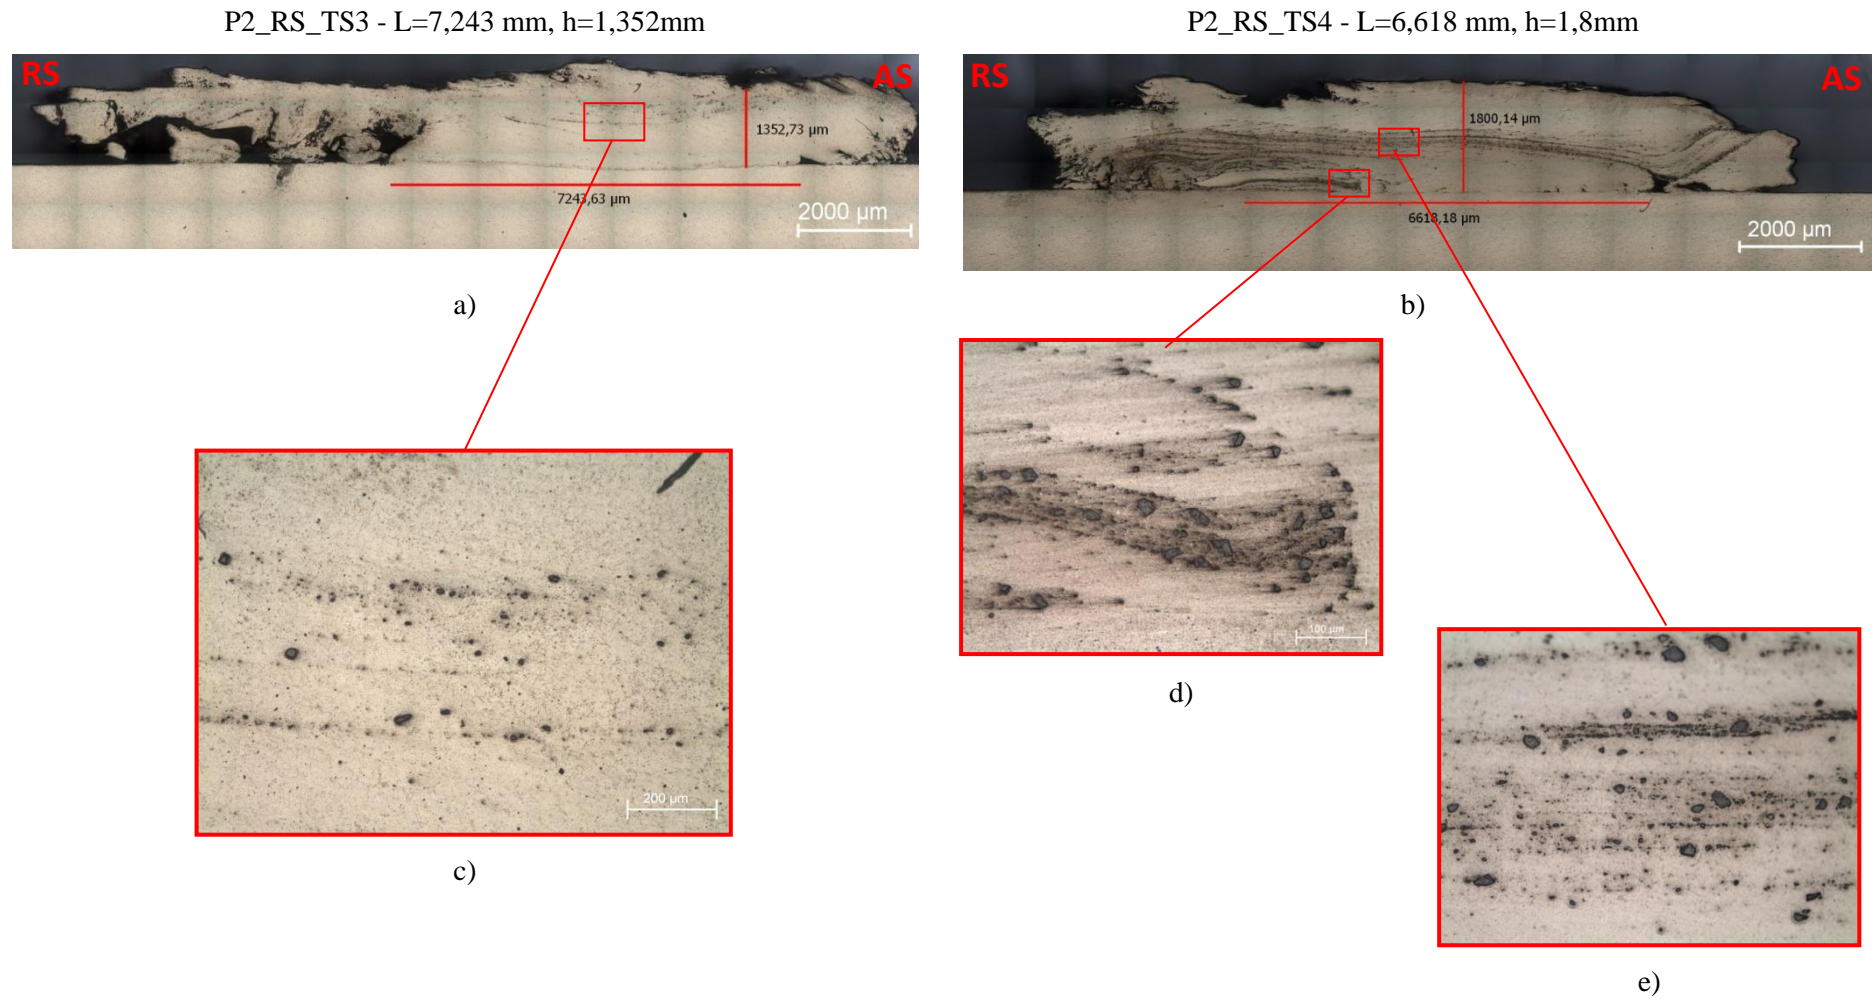 P2_RS_TS3 - L=7,243 mm, h=1,352mm
P2_RS_TS4 - L=6,618 mm, h=1,8mm
RS
AS
1352,73 µm
7243,63 µm
2000 µm
RS
AS
1800,14 µm
6618,18 µm
2000 µm
a)
b)
100 µm
200 µm
d)
c)
e)